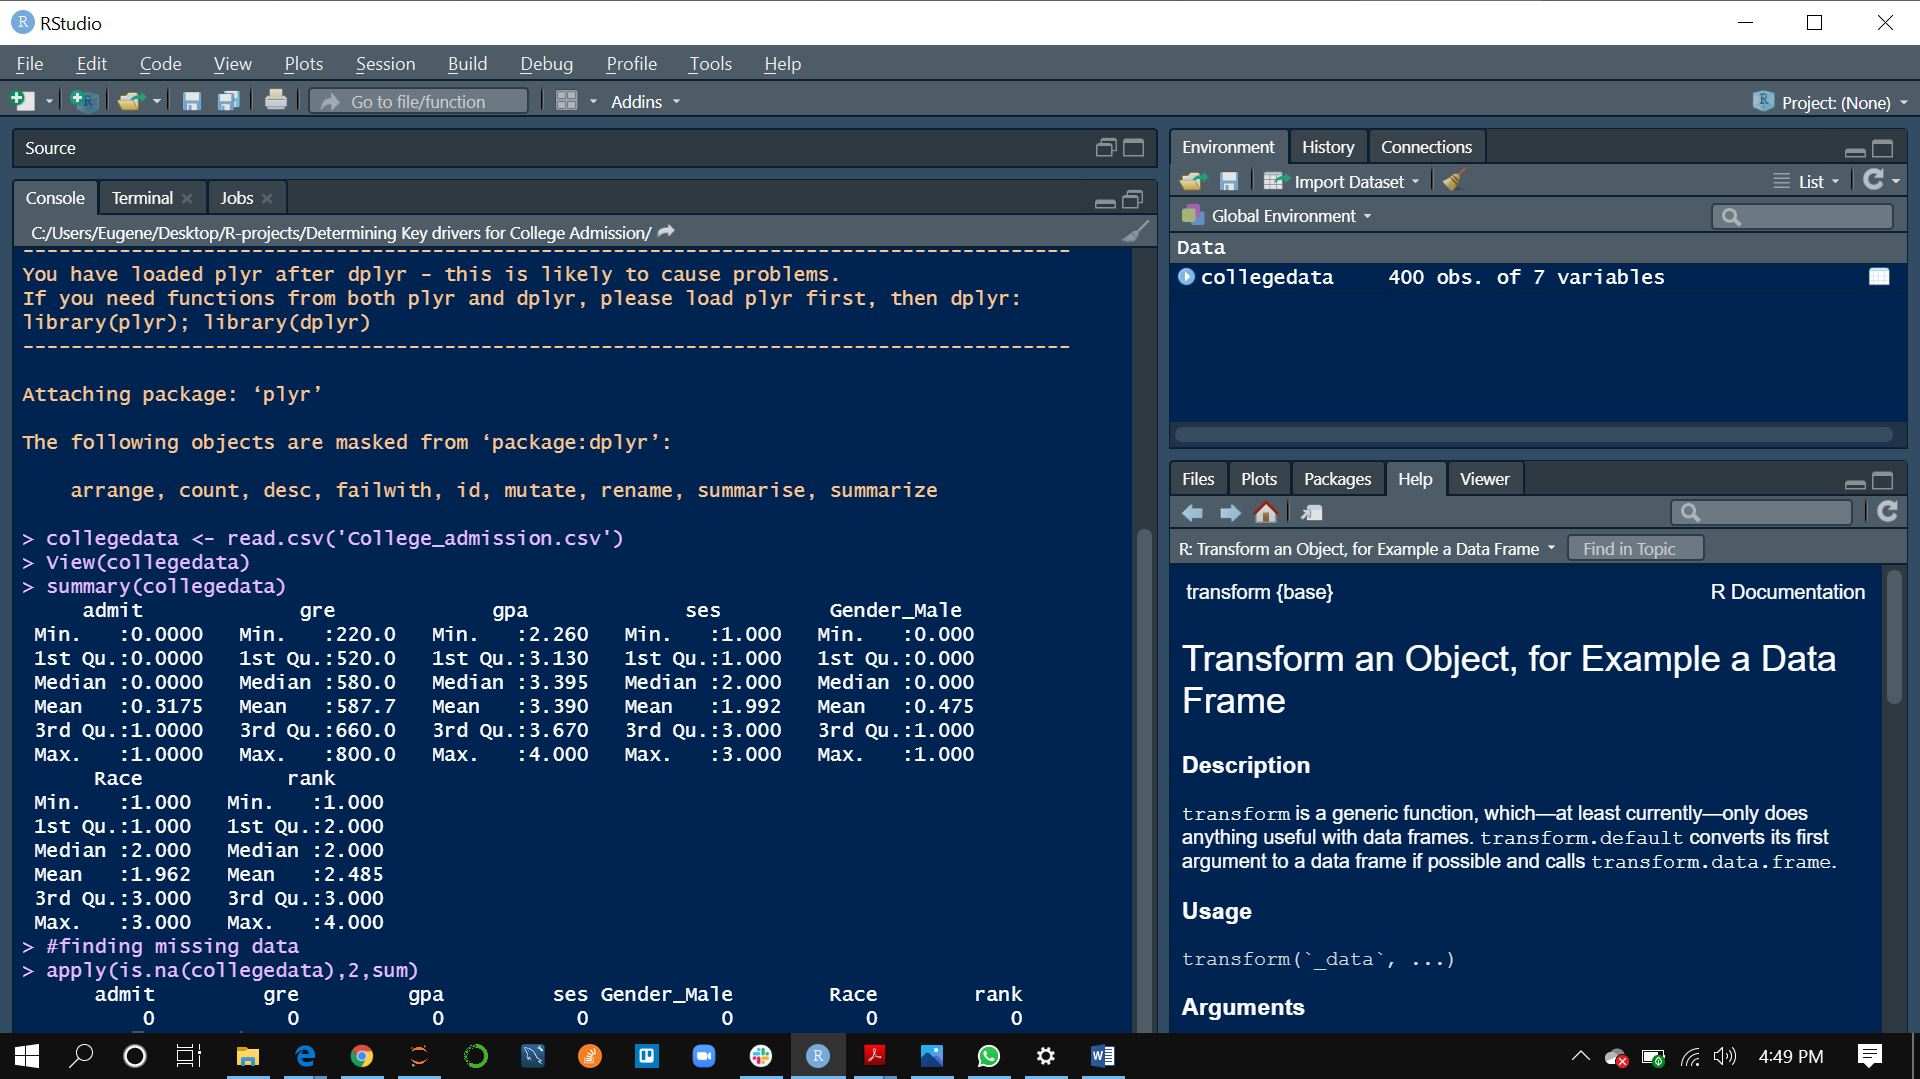 RStudio
File Edit Code View Plots Session Build Debug Profile Tools Help
Go to file/function Addins Project: (None)
Source
Console Terminal Jobs
C:/Users/Eugene/Desktop/R-projects/Determining Key drivers for College Admission/
--------------------------------------------------------------------------------
You have loaded plyr after dplyr - this is likely to cause problems.
If you need functions from both plyr and dplyr, please load plyr first, then dplyr:
library(plyr); library(dplyr)
--------------------------------------------------------------------------------
Attaching package: ‘plyr’
The following objects are masked from ‘package:dplyr’:
arrange, count, desc, failwith, id, mutate, rename, summarise, summarize
> collegedata <- read.csv('College_admission.csv')
> View(collegedata)
> summary(collegedata)
admit gre gpa ses Gender_Male
Min. :0.0000 Min. :220.0 Min. :2.260 Min. :1.000 Min. :0.000
1st Qu.:0.0000 1st Qu.:520.0 1st Qu.:3.130 1st Qu.:1.000 1st Qu.:0.000
Median :0.0000 Median :580.0 Median :3.395 Median :2.000 Median :0.000
Mean :0.3175 Mean :587.7 Mean :3.390 Mean :1.992 Mean :0.475
3rd Qu.:1.0000 3rd Qu.:660.0 3rd Qu.:3.670 3rd Qu.:3.000 3rd Qu.:1.000
Max. :1.0000 Max. :800.0 Max. :4.000 Max. :3.000 Max. :1.000
Race rank
Min. :1.000 Min. :1.000
1st Qu.:1.000 1st Qu.:2.000
Median :2.000 Median :2.000
Mean :1.962 Mean :2.485
3rd Qu.:3.000 3rd Qu.:3.000
Max. :3.000 Max. :4.000
> #finding missing data
> apply(is.na(collegedata),2,sum)
admit gre gpa ses Gender_Male Race rank
0 0 0 0 0 0 0
Environment History Connections
Import Dataset List
Global Environment
Data
collegedata 400 obs. of 7 variables
Files Plots Packages Help Viewer
R: Transform an Object, for Example a Data Frame Find in Topic
transform {base} R Documentation
Transform an Object, for Example a Data
Frame
Description
transform is a generic function, which—at least currently—only does
anything useful with data frames. transform.default converts its first
argument to a data frame if possible and calls transform.data.frame.
Usage
transform(`_data`, ...)
Arguments
4:49 PM